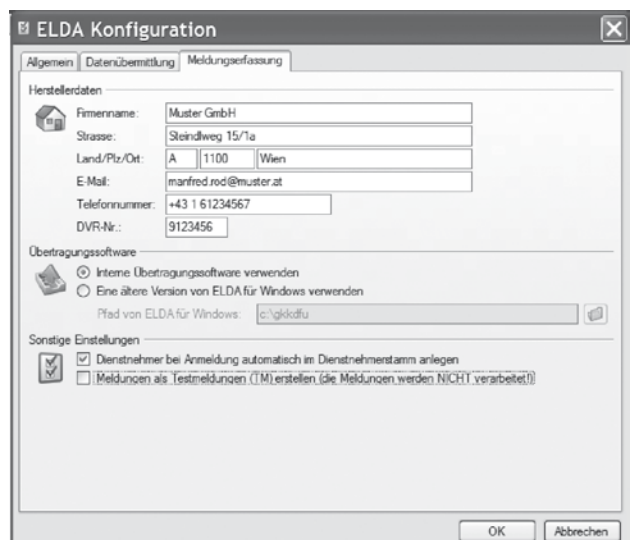 ELDA Konfiguration
Allgemein Datenübermittlung Meldungserfassung
Herstellerdaten
Firmenname: Muster GmbH
Strasse: Steindlweg 15/1a
Land/Plz/Ort: A 1100 Wien
E-Mail: manfred.rod@muster.at
Telefonnummer: +43 1 61234567
DVR-Nr.: 9123456
Übertragungssoftware
Interne Übertragungssoftware verwenden
Eine ältere Version von ELDA für Windows verwenden
Pfad von ELDA für Windows: c:\gkkdfu
Sonstige Einstellungen
Dienstnehmer bei Anmeldung automatisch im Dienstnehmerstamm anlegen
Meldungen als Testmeldungen (TM) erstellen (die Meldungen werden NICHT verarbeitet!)
OK Abbrechen